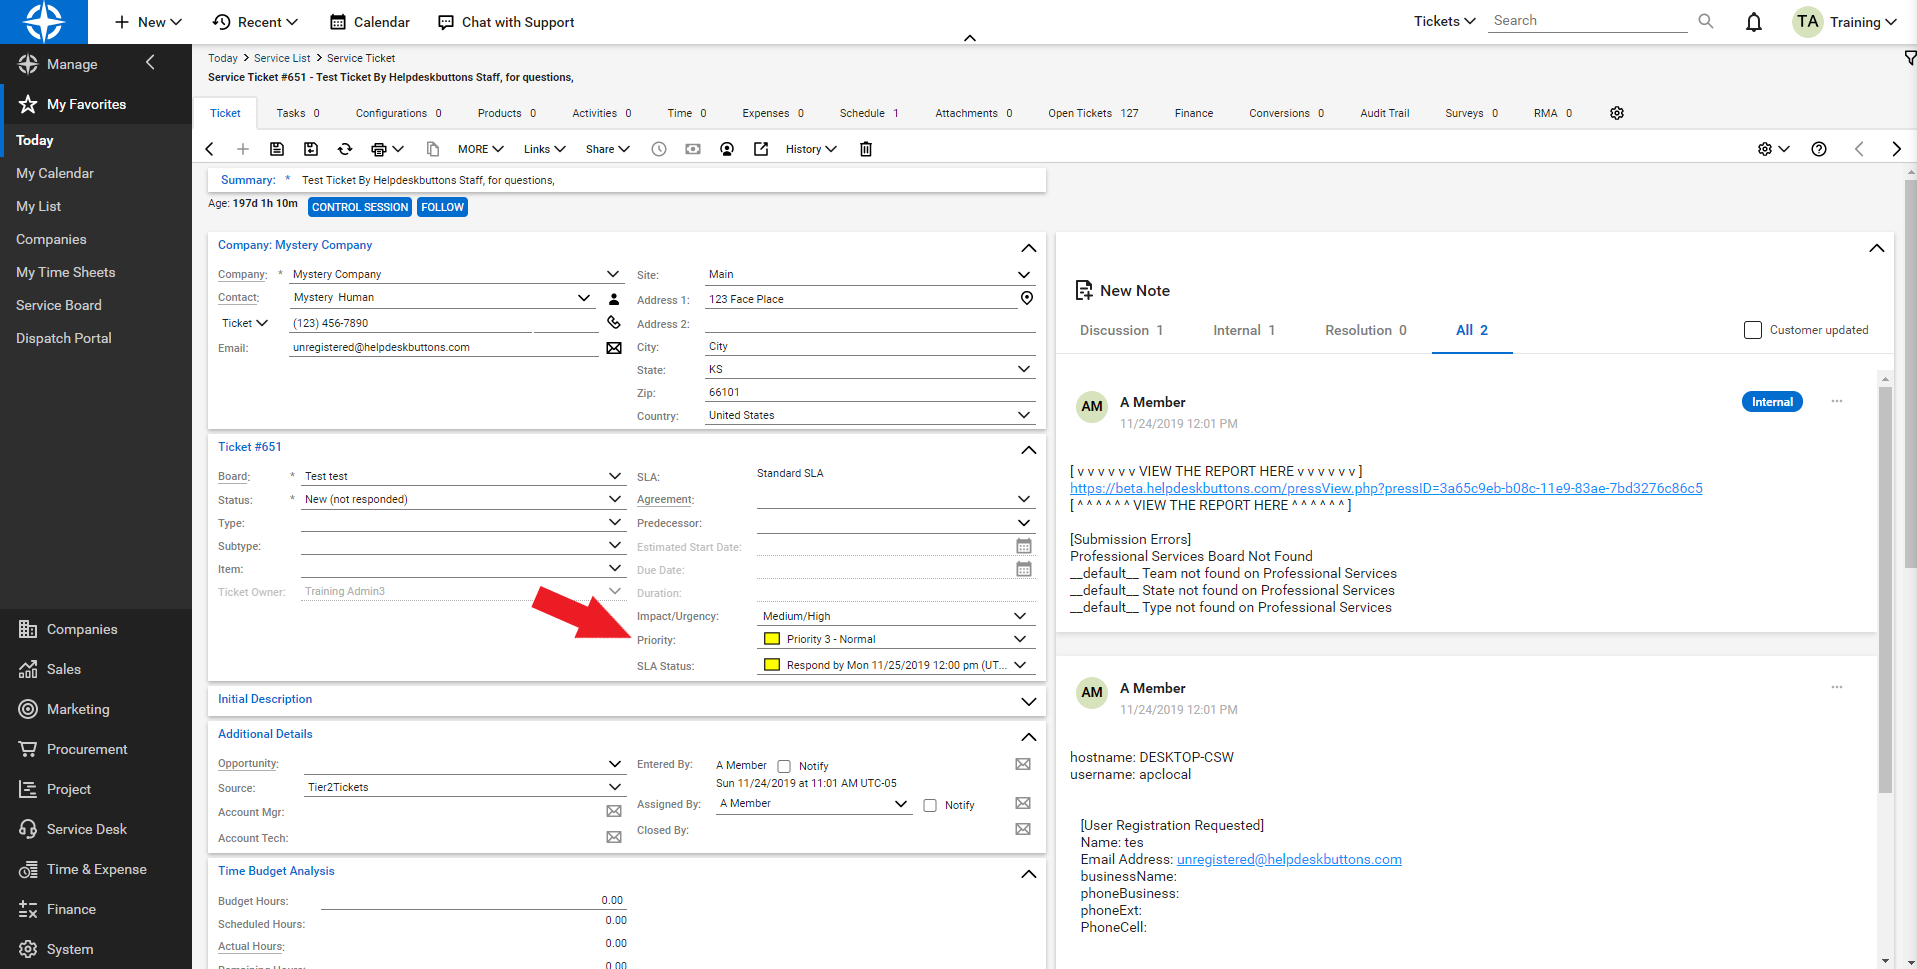 New
Recent
Calendar
Chat with Support
Tickets
Search
TA
Training
Manage
My Favorites
Today
My Calendar
My List
Companies
My Time Sheets
Service Board
Dispatch Portal
Companies
Sales
Marketing
Procurement
Project
Service Desk
Time & Expense
Finance
System
Today > Service List > Service Ticket
Service Ticket #651 - Test Ticket By Helpdeskbuttons Staff, for questions,
Ticket
Tasks 0
Configurations 0
Products 0
Activities 0
Time 0
Expenses 0
Schedule 1
Attachments 0
Open Tickets 127
Finance
Conversions 0
Audit Trail
Surveys 0
RMA 0
MORE
Links
Share
History
Summary: * Test Ticket By Helpdeskbuttons Staff, for questions,
Age: 197d 1h 10m
CONTROL SESSION
FOLLOW
Company: Mystery Company
Company: * Mystery Company
Contact: Mystery Human
Ticket (123) 456-7890
Email: unregistered@helpdeskbuttons.com
Site: Main
Address 1: 123 Face Place
Address 2:
City: City
State: KS
Zip: 66101
Country: United States
Ticket #651
Board: * Test test
Status: * New (not responded)
Type:
Subtype:
Item:
Ticket Owner: Training Admin3
SLA: Standard SLA
Agreement:
Predecessor:
Estimated Start Date:
Due Date:
Duration:
Impact/Urgency: Medium/High
Priority: Priority 3 - Normal
SLA Status: Respond by Mon 11/25/2019 12:00 pm (UT...
Initial Description
Additional Details
Opportunity:
Source: Tier2Tickets
Account Mgr:
Account Tech:
Entered By: A Member Notify
Sun 11/24/2019 at 11:01 AM UTC-05
Assigned By: A Member Notify
Closed By:
Time Budget Analysis
Budget Hours: 0.00
Scheduled Hours: 0.00
Actual Hours: 0.00
Remaining Hours: 0.00
New Note
Discussion 1
Internal 1
Resolution 0
All 2
Customer updated
AM
A Member
Internal
11/24/2019 12:01 PM
[ v v v v v v VIEW THE REPORT HERE v v v v v v ]
https://beta.helpdeskbuttons.com/pressView.php?pressID=3a65c9eb-b08c-11e9-83ae-7bd3276c86c5
[ ^ ^ ^ ^ ^ ^ VIEW THE REPORT HERE ^ ^ ^ ^ ^ ^ ]
[Submission Errors]
Professional Services Board Not Found
__default__ Team not found on Professional Services
__default__ State not found on Professional Services
__default__ Type not found on Professional Services
AM
A Member
11/24/2019 12:01 PM
hostname: DESKTOP-CSW
username: apclocal
[User Registration Requested]
Name: tes
Email Address: unregistered@helpdeskbuttons.com
businessName:
phoneBusiness:
phoneExt:
PhoneCell: